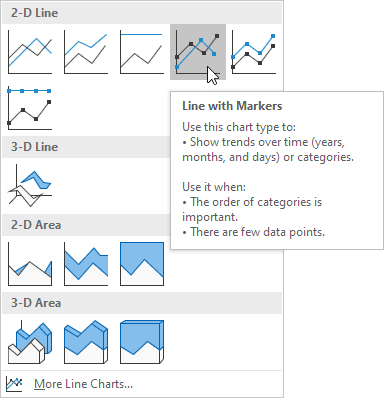 2-D Line
Line with Markers
Use this chart type to:
• Show trends over time (years,
months, and days) or categories.
Use it when:
• The order of categories is
important.
• There are few data points.
3-D Line
2-D Area
3-D Area
More Line Charts...